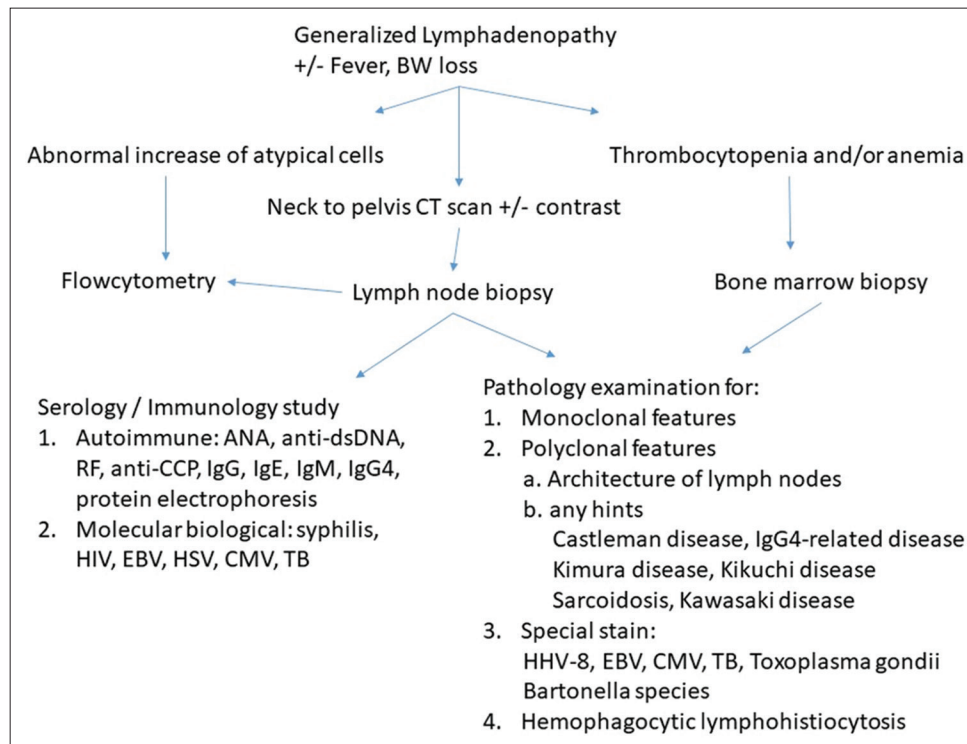 Generalized Lymphadenopathy
+/- Fever, BW loss
Abnormal increase of atypical cells
Thrombocytopenia and/or anemia
Neck to pelvis CT scan +/- contrast
Flowcytometry
Lymph node biopsy
Bone marrow biopsy
Serology / Immunology study
1. Autoimmune: ANA, anti-dsDNA,
RF, anti-CCP, IgG, IgE, IgM, IgG4,
protein electrophoresis
2. Molecular biological: syphilis,
HIV, EBV, HSV, CMV, TB
Pathology examination for:
1. Monoclonal features
2. Polyclonal features
a. Architecture of lymph nodes
b. any hints
Castleman disease, IgG4-related disease
Kimura disease, Kikuchi disease
Sarcoidosis, Kawasaki disease
3. Special stain:
HHV-8, EBV, CMV, TB, Toxoplasma gondii
Bartonella species
4. Hemophagocytic lymphohistiocytosis